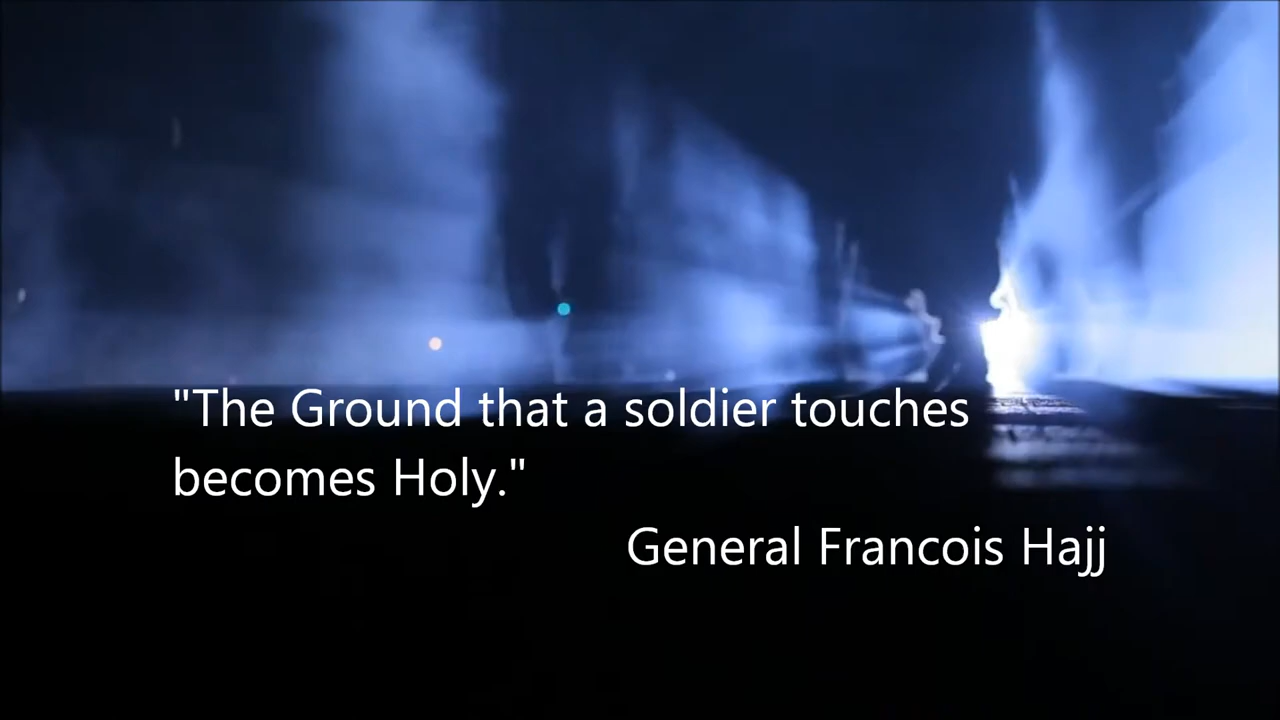 "The Ground that a soldier touches
becomes Holy."
General Francois Hajj